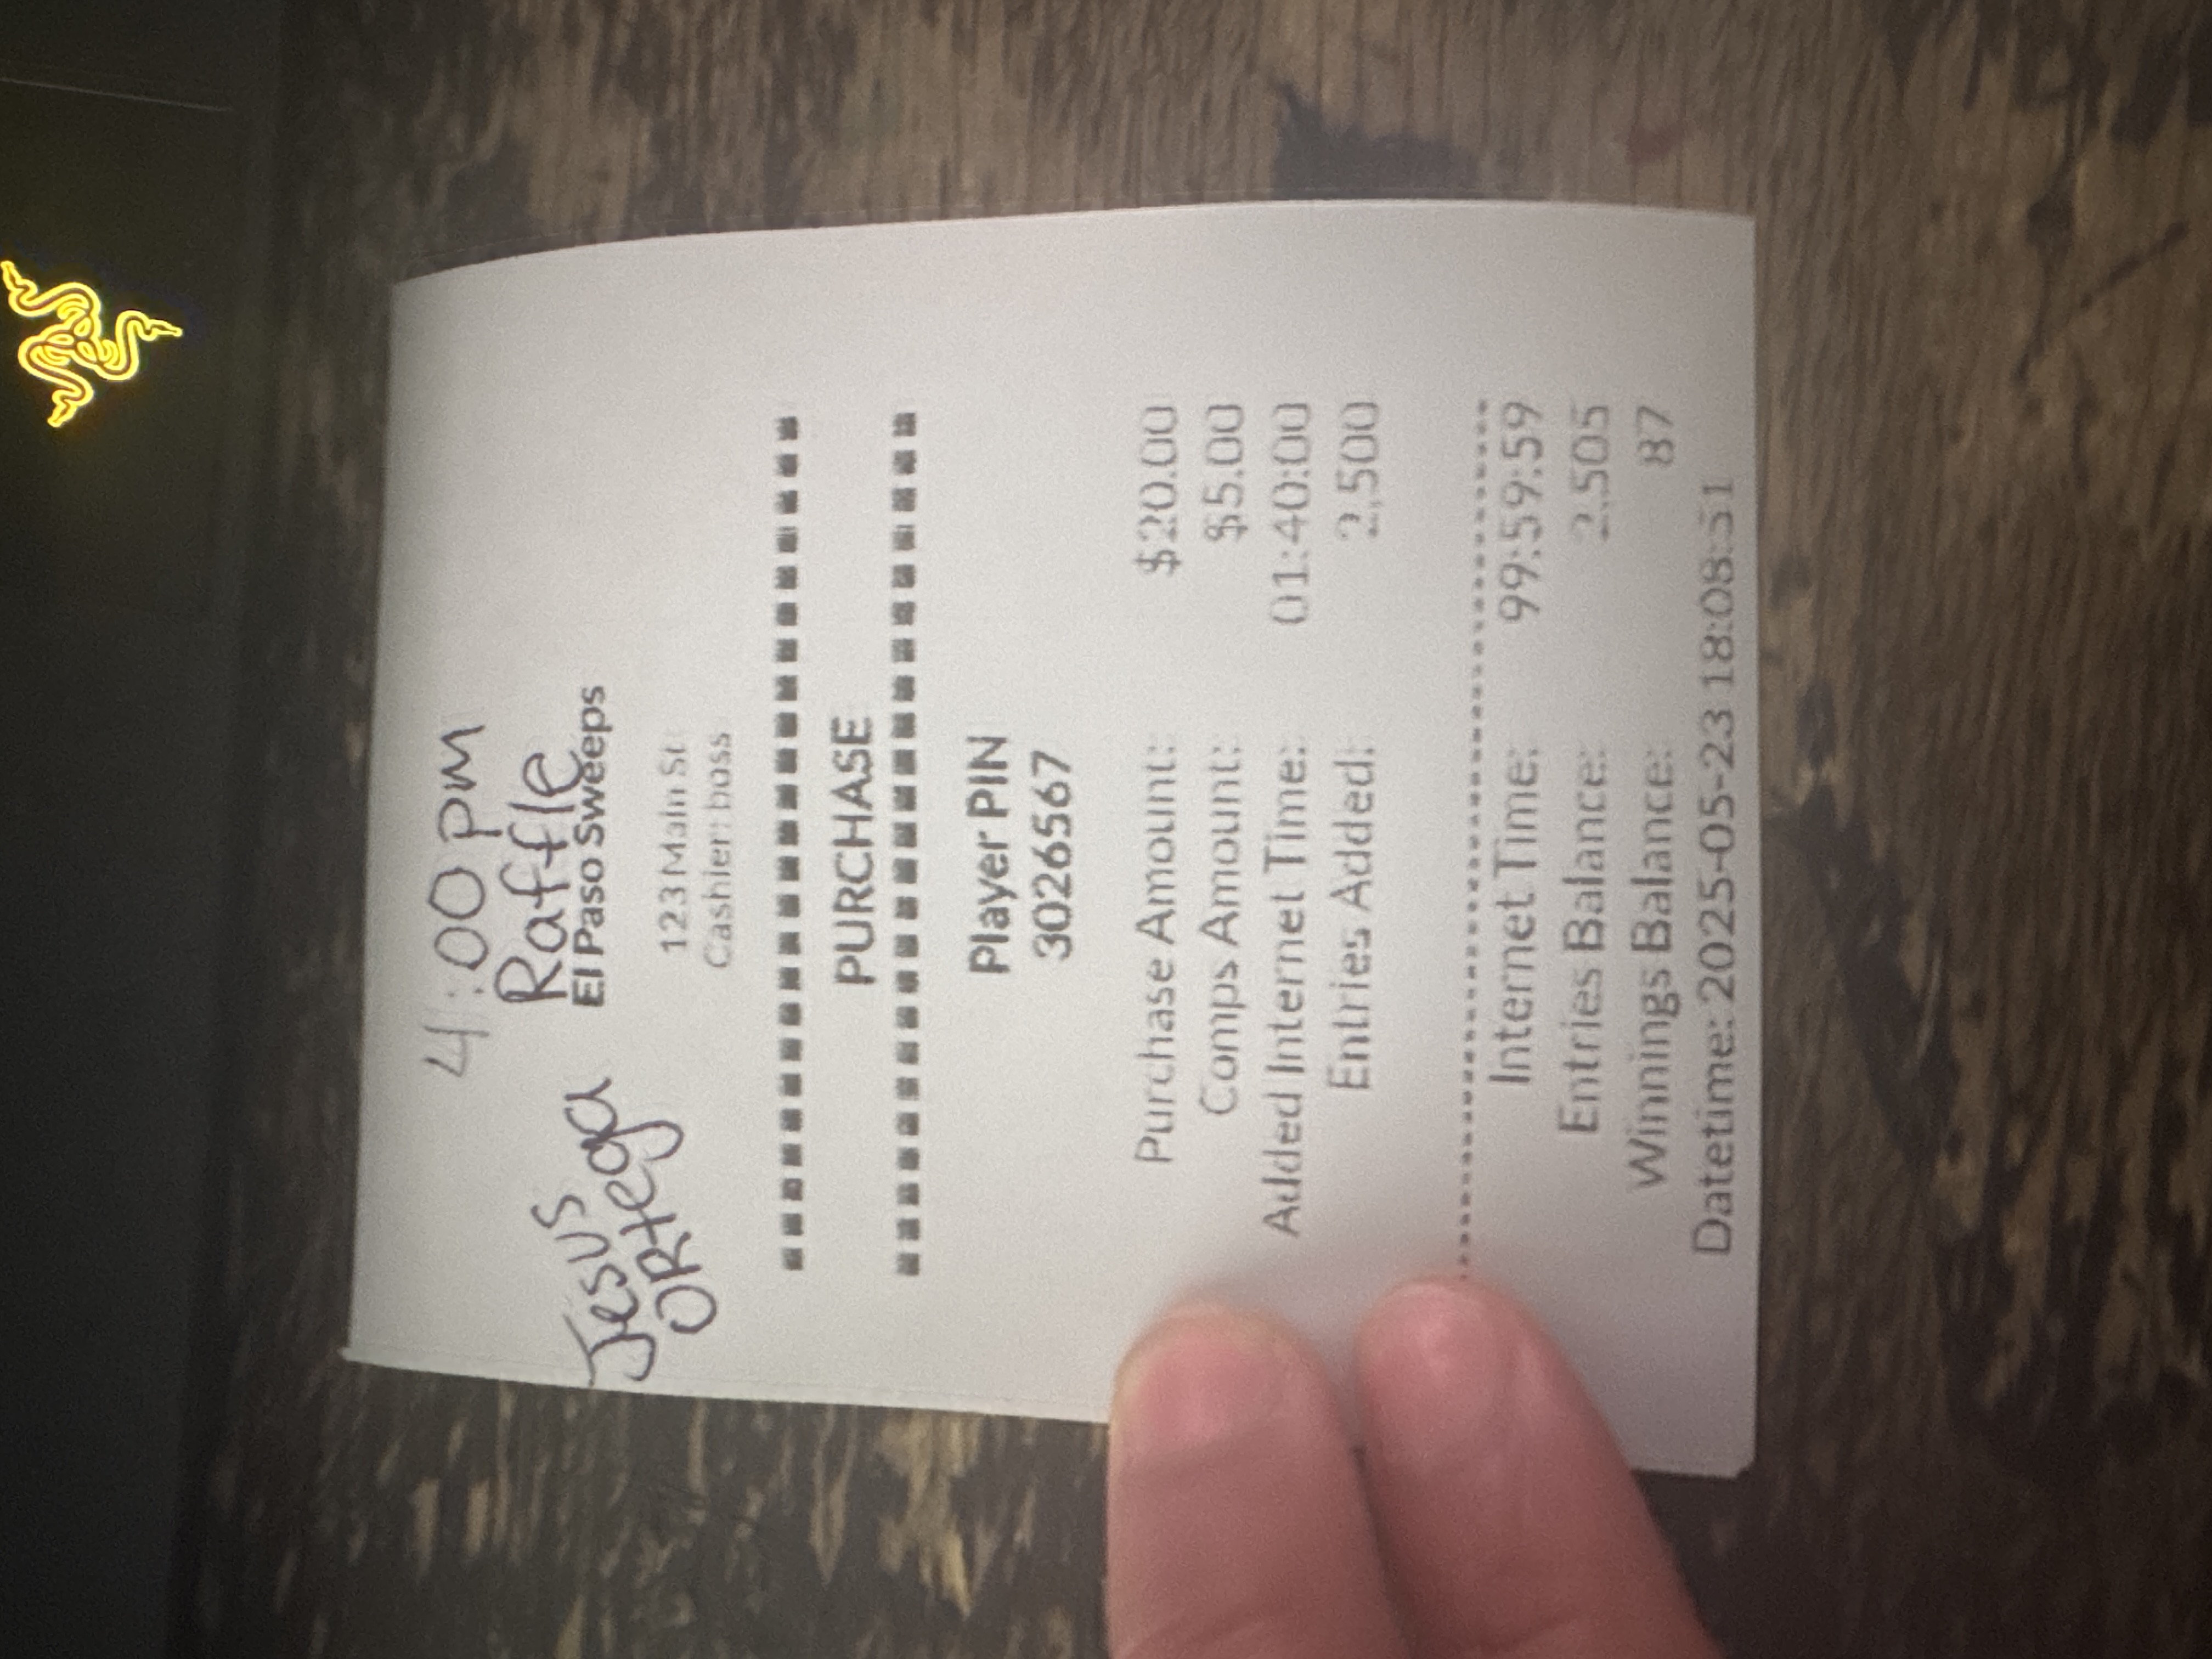 4:00 pm
Raffle
Jesus
ORtega
El Paso Sweeps
123 Main St
Cashier: boss
PURCHASE
Player PIN
3026567
Purchase Amount: $20.00
Comps Amount: $5.00
Added Internet Time: 01:40:00
Entries Added: 2,500
Internet Time: 99:59:59
Entries Balance: 2,505
Winnings Balance: 87
Datetime: 2025-05-23 18:08:31